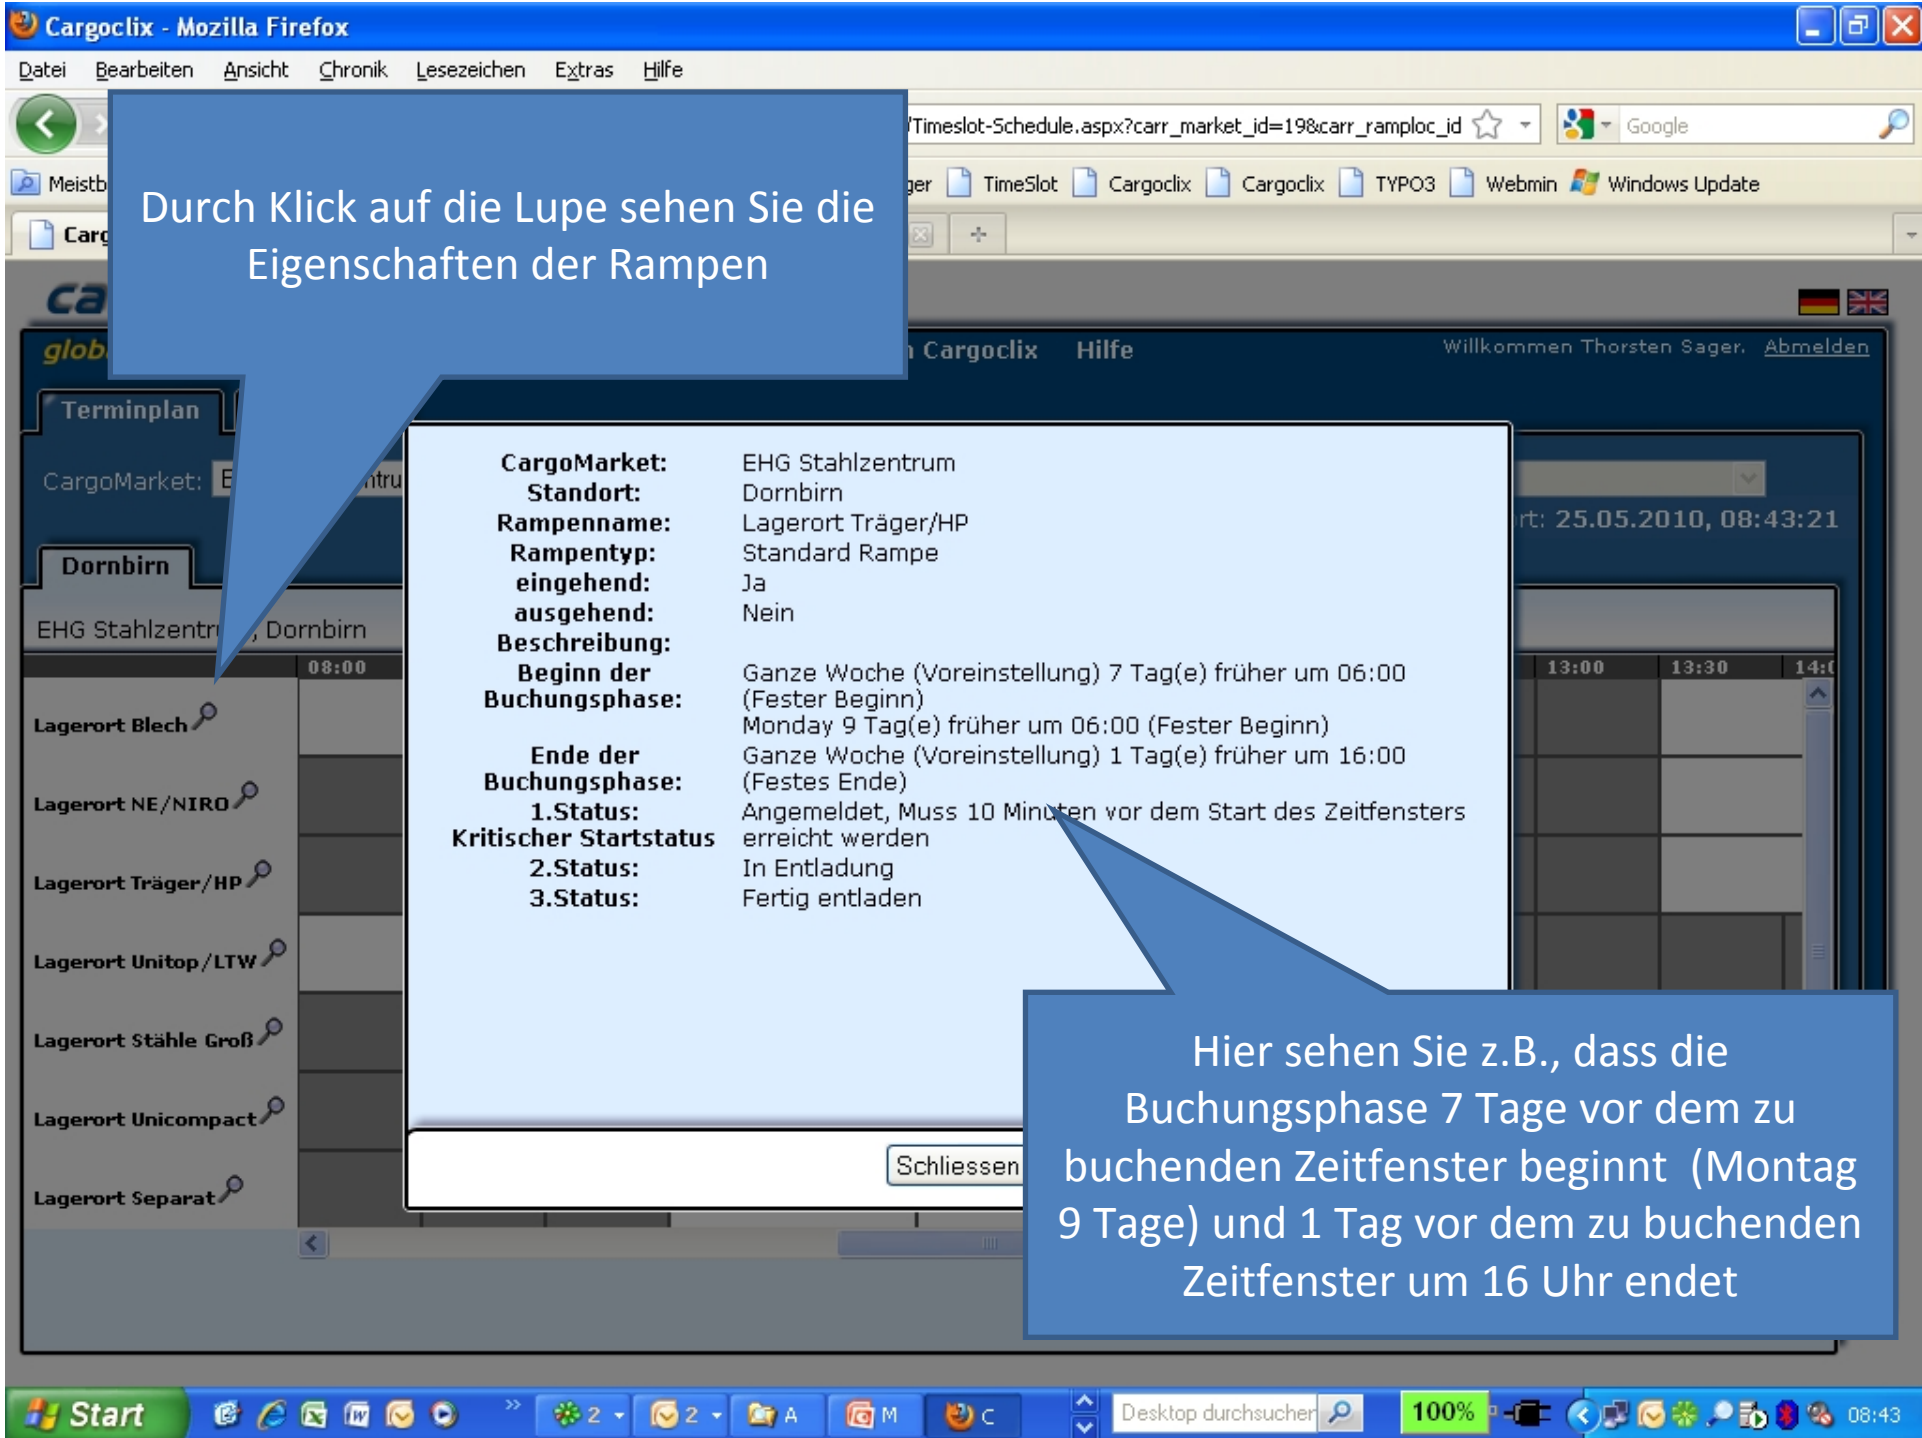 Cargoclix - Mozilla Firefox
Datei Bearbeiten Ansicht Chronik Lesezeichen Extras Hilfe
/Timeslot-Schedule.aspx?carr_market_id=19&carr_ramploc_id
Google
TimeSlot Cargoclix Cargoclix TYPO3 Webmin Windows Update
Durch Klick auf die Lupe sehen Sie die
Eigenschaften der Rampen
Cargoclix Hilfe
Willkommen Thorsten Sager. Abmelden
Terminplan
CargoMarket:
25.05.2010, 08:43:21
Dornbirn
EHG Stahlzentrum, Dornbirn
08:00 13:00 13:30
Lagerort Blech
Lagerort NE/NIRO
Lagerort Träger/HP
Lagerort Unitop/LTW
Lagerort Stähle Groß
Lagerort Unicompact
Lagerort Separat
CargoMarket: EHG Stahlzentrum
Standort: Dornbirn
Rampenname: Lagerort Träger/HP
Rampentyp: Standard Rampe
eingehend: Ja
ausgehend: Nein
Beschreibung:
Beginn der Ganze Woche (Voreinstellung) 7 Tag(e) früher um 06:00
Buchungsphase: (Fester Beginn)
Monday 9 Tag(e) früher um 06:00 (Fester Beginn)
Ende der Ganze Woche (Voreinstellung) 1 Tag(e) früher um 16:00
Buchungsphase: (Festes Ende)
1.Status: Angemeldet, Muss 10 Minuten vor dem Start des Zeitfensters
Kritischer Startstatus erreicht werden
2.Status: In Entladung
3.Status: Fertig entladen
Schliessen
Hier sehen Sie z.B., dass die
Buchungsphase 7 Tage vor dem zu
buchenden Zeitfenster beginnt (Montag
9 Tage) und 1 Tag vor dem zu buchenden
Zeitfenster um 16 Uhr endet
Start 2 2 A M C Desktop durchsuchen 100% 08:43